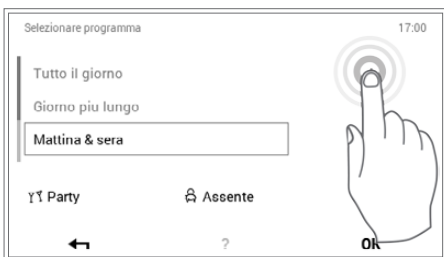 Selezionare programma 17:00
Tutto il giorno
Giorno piu lungo
Mattina & sera
Party Assente
? OK